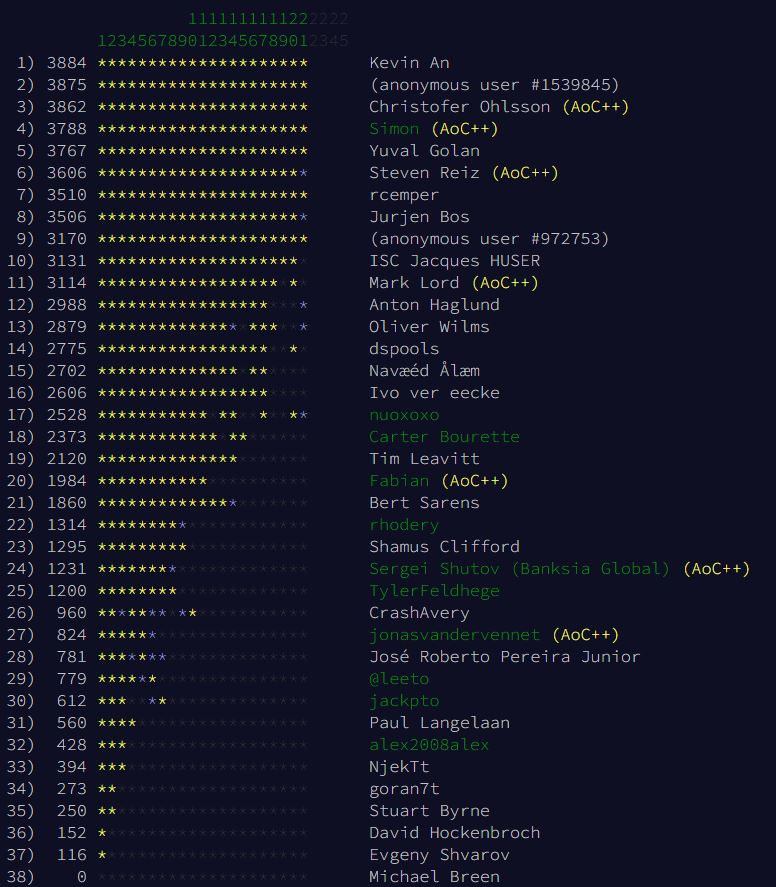 1111111111222222
1234567890123456789012345
1) 3884 ********************* Kevin An
2) 3875 ********************* (anonymous user #1539845)
3) 3862 ********************* Christofer Ohlsson (AoC++)
4) 3788 ********************* Simon (AoC++)
5) 3767 ********************* Yuval Golan
6) 3606 ********************* Steven Reiz (AoC++)
7) 3510 ********************* rcemper
8) 3506 ********************* Jurjen Bos
9) 3170 ********************* (anonymous user #972753)
10) 3131 ********************* ISC Jacques HUSER
11) 3114 ********************* Mark Lord (AoC++)
12) 2988 ********************* Anton Haglund
13) 2879 ********************* Oliver Wilms
14) 2775 ********************* dspools
15) 2702 ********************* Navæéd Ålæm
16) 2606 ********************* Ivo ver eecke
17) 2528 ********************* nuoxoxo
18) 2373 ********************* Carter Bourette
19) 2120 ********************* Tim Leavitt
20) 1984 ********************* Fabian (AoC++)
21) 1860 ********************* Bert Sarens
22) 1314 ********************* rhodery
23) 1295 ********************* Shamus Clifford
24) 1231 ********************* Sergei Shutov (Banksia Global) (AoC++)
25) 1200 ********************* TylerFeldhege
26) 960 ********************* CrashAvery
27) 824 ********************* jonasvandervennet (AoC++)
28) 781 ********************* José Roberto Pereira Junior
29) 779 ********************* @leeto
30) 612 ********************* jackpto
31) 560 ********************* Paul Langelaan
32) 428 ********************* alex2008alex
33) 394 ********************* NjekTt
34) 273 ********************* goran7t
35) 250 ********************* Stuart Byrne
36) 152 ********************* David Hockenbroch
37) 116 ********************* Evgeny Shvarov
38) 0 ********************* Michael Breen